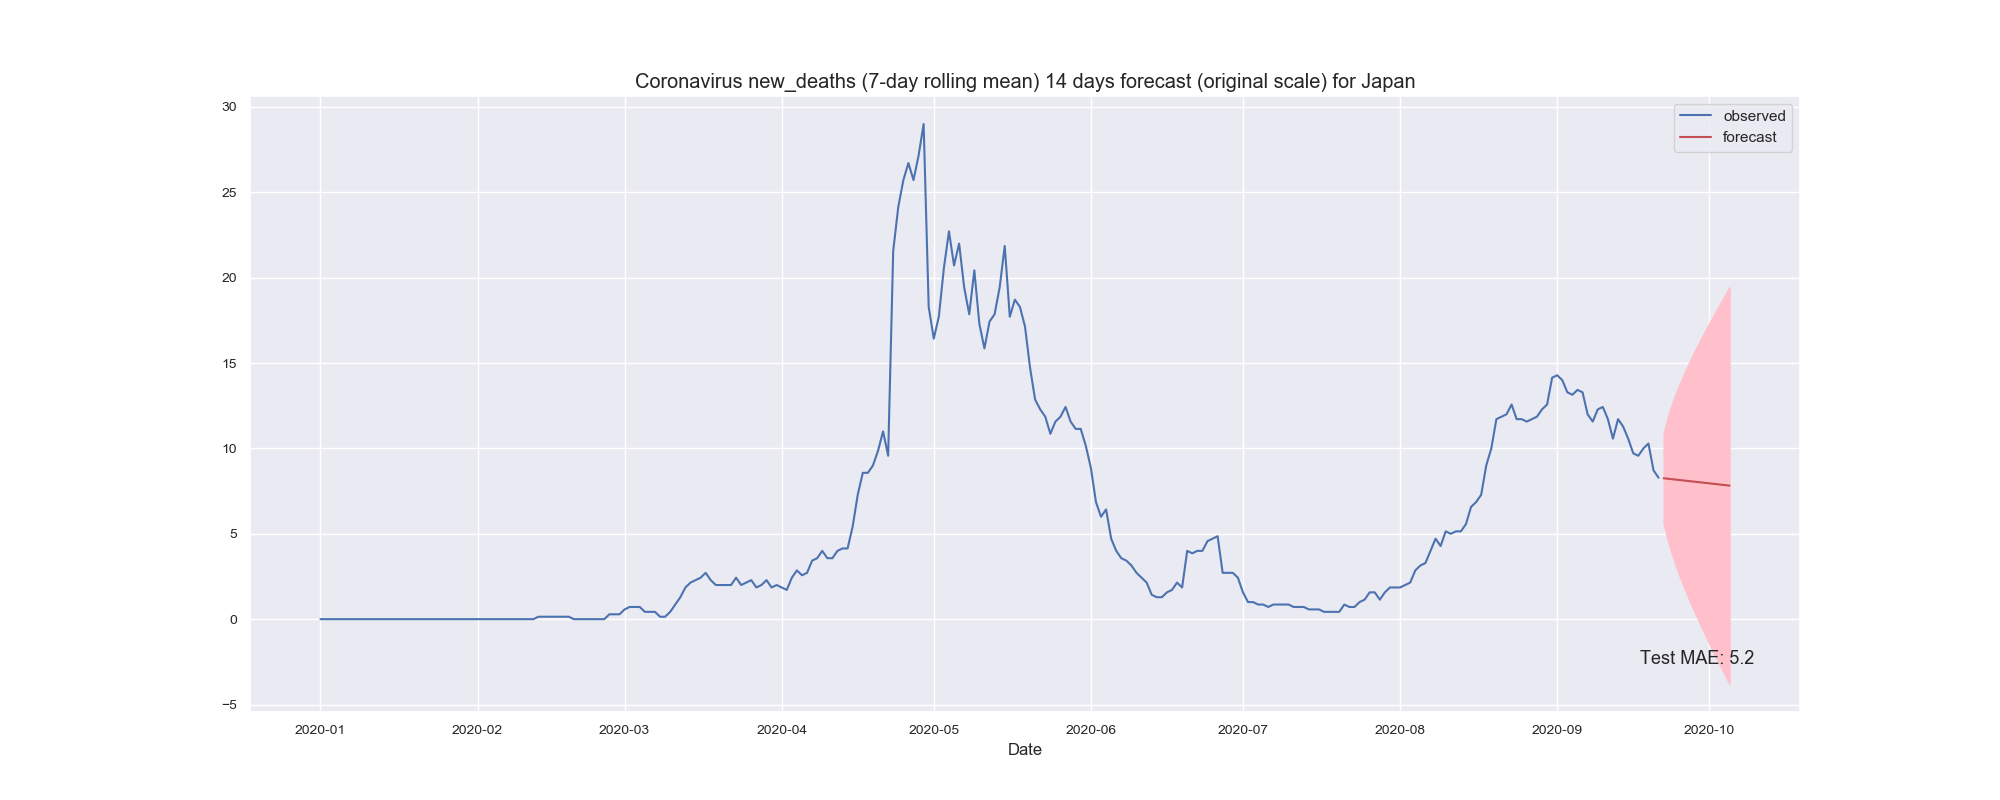 Coronavirus new_deaths (7-day rolling mean) 14 days forecast (original scale) for Japan
observed
forecast
30
25
20
15
10
5
0
−5
Test MAE: 5.2
2020-01 2020-02 2020-03 2020-04 2020-05 2020-06 2020-07 2020-08 2020-09 2020-10
Date